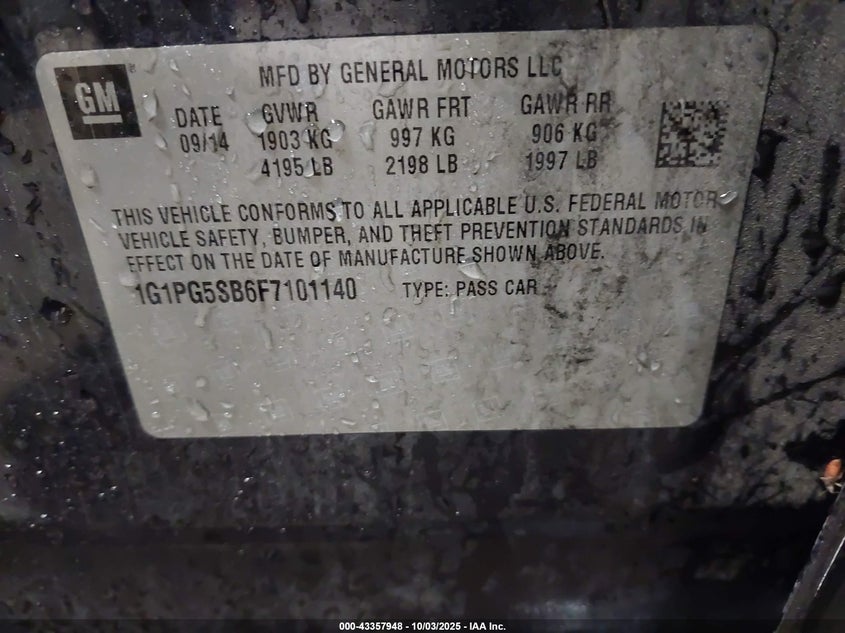 GM ®
MFD BY GENERAL MOTORS LLC
DATE GVWR GAWR FRT GAWR RR
09/14 1903 KG 997 KG 906 KG
4195 LB 2198 LB 1997 LB
THIS VEHICLE CONFORMS TO ALL APPLICABLE U.S. FEDERAL MOTOR
VEHICLE SAFETY, BUMPER, AND THEFT PREVENTION STANDARDS IN
EFFECT ON THE DATE OF MANUFACTURE SHOWN ABOVE.
1G1PG5SB6F7101140 TYPE: PASS CAR
000-43357948 - 10/03/2025 - IAA Inc.